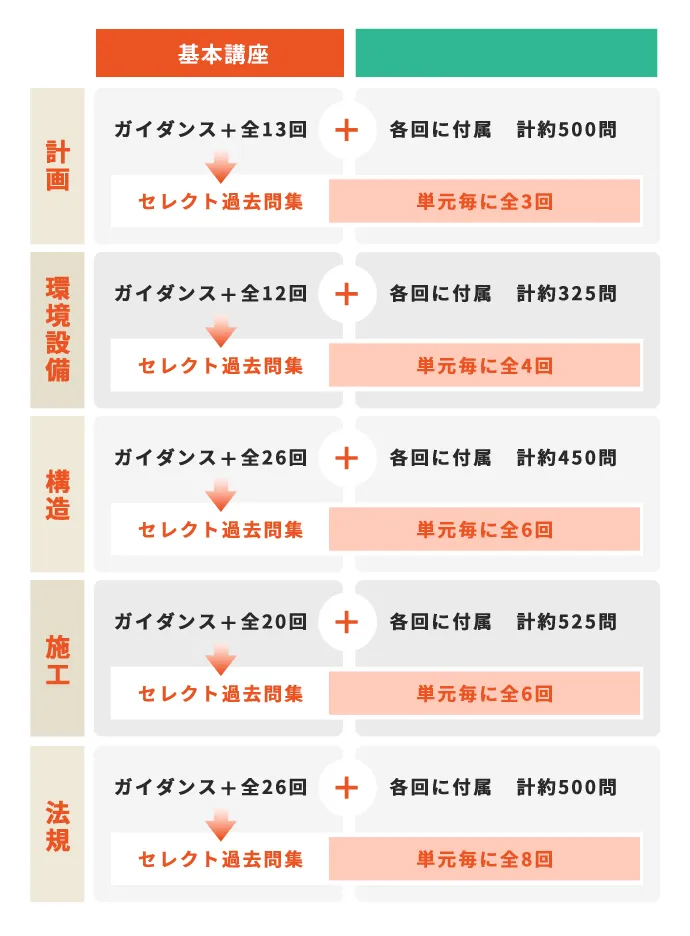 基本講座
計画
ガイダンス＋全13回
+
各回に付属　計約500問
セレクト過去問集
単元毎に全3回
環境設備
ガイダンス＋全12回
+
各回に付属　計約325問
セレクト過去問集
単元毎に全4回
構造
ガイダンス＋全26回
+
各回に付属　計約450問
セレクト過去問集
単元毎に全6回
施工
ガイダンス＋全20回
+
各回に付属　計約525問
セレクト過去問集
単元毎に全6回
法規
ガイダンス＋全26回
+
各回に付属　計約500問
セレクト過去問集
単元毎に全8回